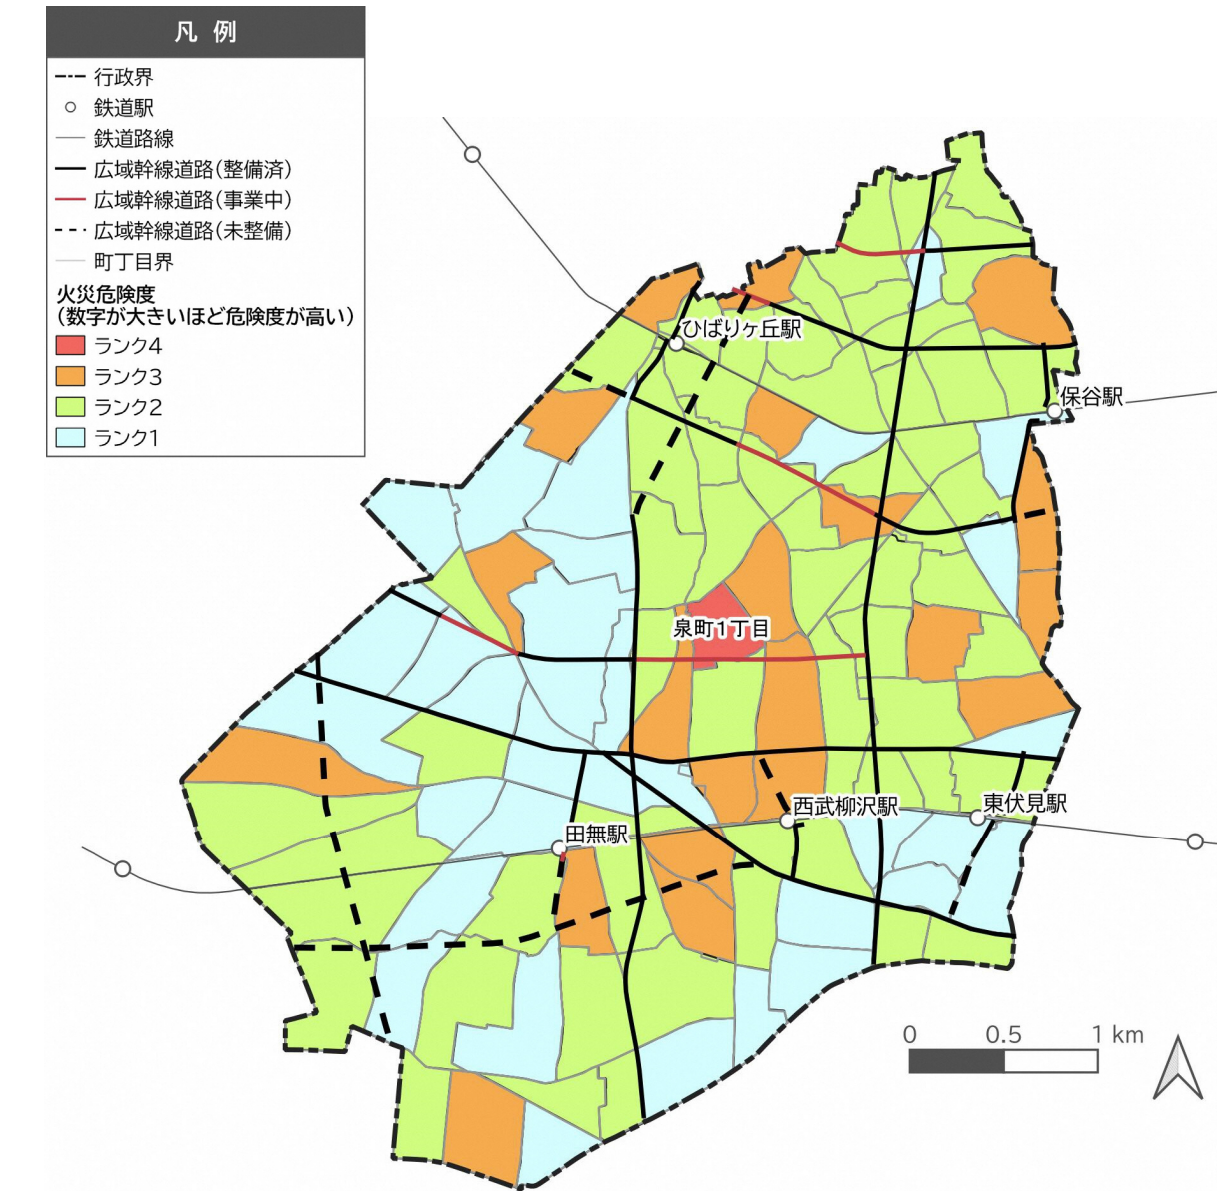 凡 例
行政界
鉄道駅
鉄道路線
広域幹線道路(整備済)
広域幹線道路(事業中)
広域幹線道路(未整備)
町丁目界
火災危険度
(数字が大きいほど危険度が高い)
ランク4
ランク3
ランク2
ランク1
ひばりヶ丘駅
保谷駅
泉町1丁目
西武柳沢駅
東伏見駅
田無駅
0 0.5 1 km